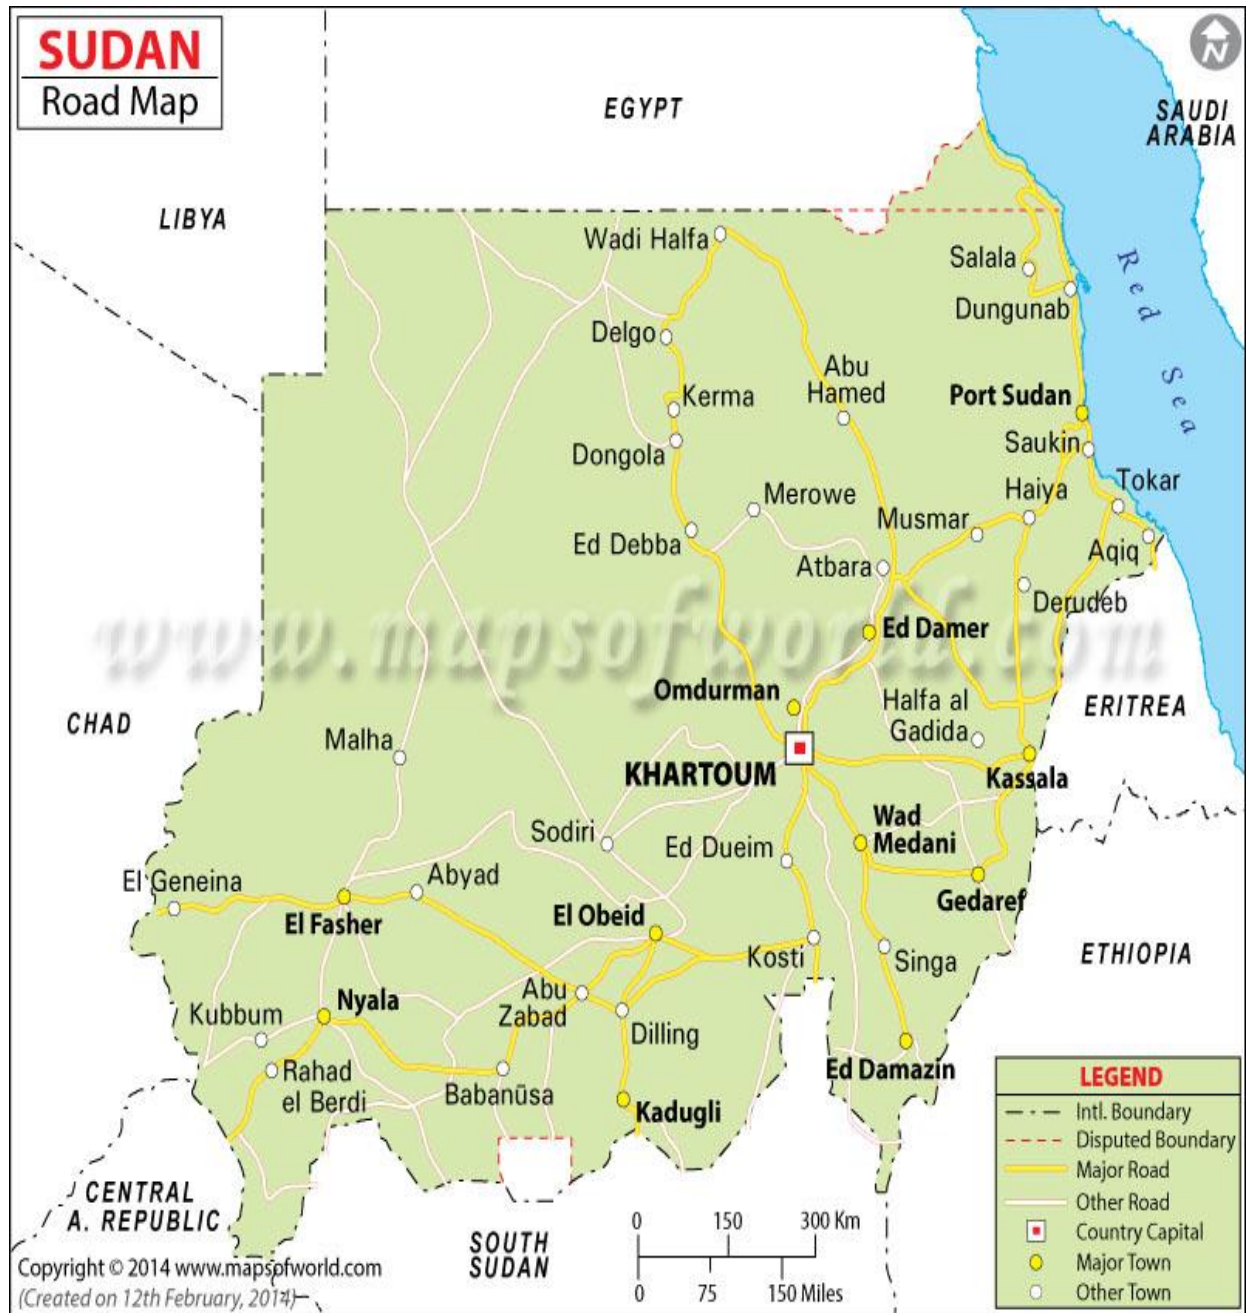 SUDAN
Road Map
N
EGYPT
SAUDI
ARABIA
LIBYA
Wadi Halfa
Salala
Red Sea
Dungunab
Delgo
Abu
Hamed
Kerma
Port Sudan
Dongola
Saukin
Merowe
Haiya
Tokar
Musmar
Ed Debba
Aqiq
Atbara
Derudeb
www.mapsofworld.com
Ed Damer
Omdurman
Halfa al
Gadida
ERITREA
CHAD
Malha
KHARTOUM
Kassala
Sodiri
Wad
Medani
Ed Dueim
El Geneina
Abyad
El Fasher
El Obeid
Gedaref
Kosti
Singa
ETHIOPIA
Abu
Zabad
Nyala
Kubbum
Dilling
Rahad
el Berdi
Babanūsa
Ed Damazin
Kadugli
LEGEND
Intl. Boundary
Disputed Boundary
Major Road
Other Road
Country Capital
Major Town
Other Town
CENTRAL
A. REPUBLIC
SOUTH
SUDAN
0 150 300 Km
0 75 150 Miles
Copyright © 2014 www.mapsofworld.com
(Created on 12th February, 2014)